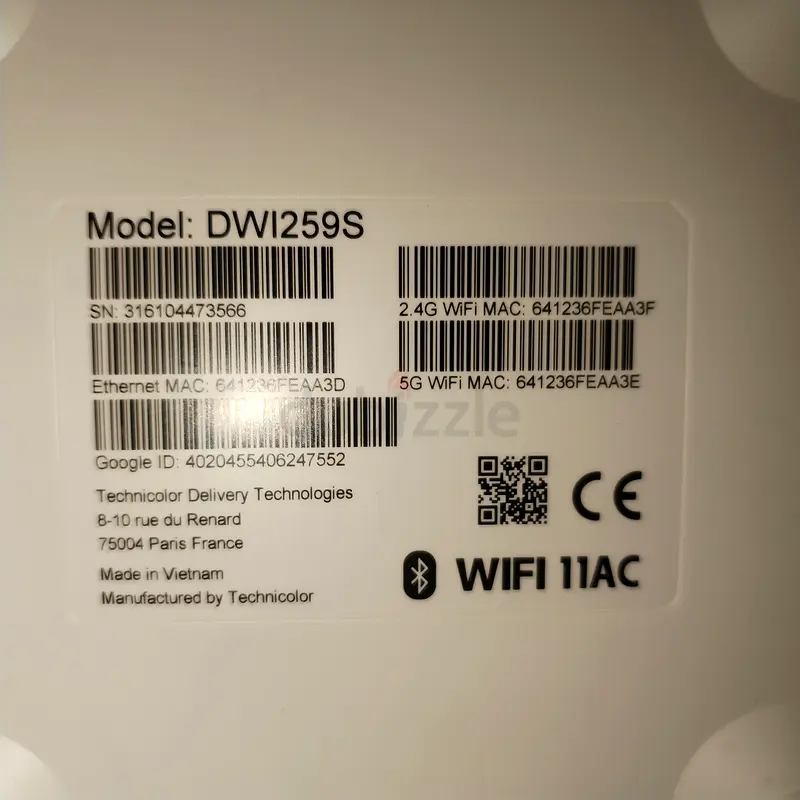 Model: DWI259S
SN: 316104473566
2.4G WiFi MAC: 641236FEAA3F
Ethernet MAC: 641236FEAA3D
5G WiFi MAC: 641236FEAA3E
Google ID: 4020455406247552
Technicolor Delivery Technologies
8-10 rue du Renard
75004 Paris France
CE
Made in Vietnam
Manufactured by Technicolor
WIFI 11AC